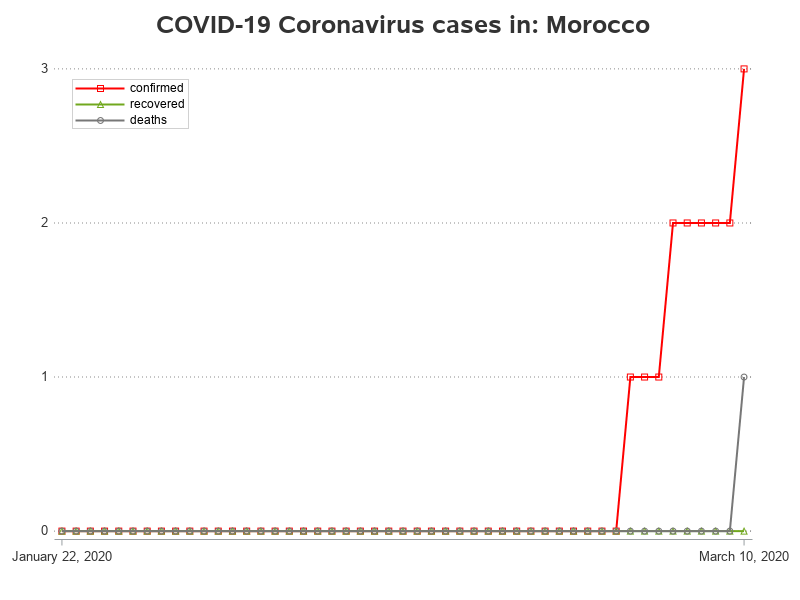 COVID-19 Coronavirus cases in: Morocco
3
confirmed
recovered
deaths
2
1
0
January 22, 2020
March 10, 2020